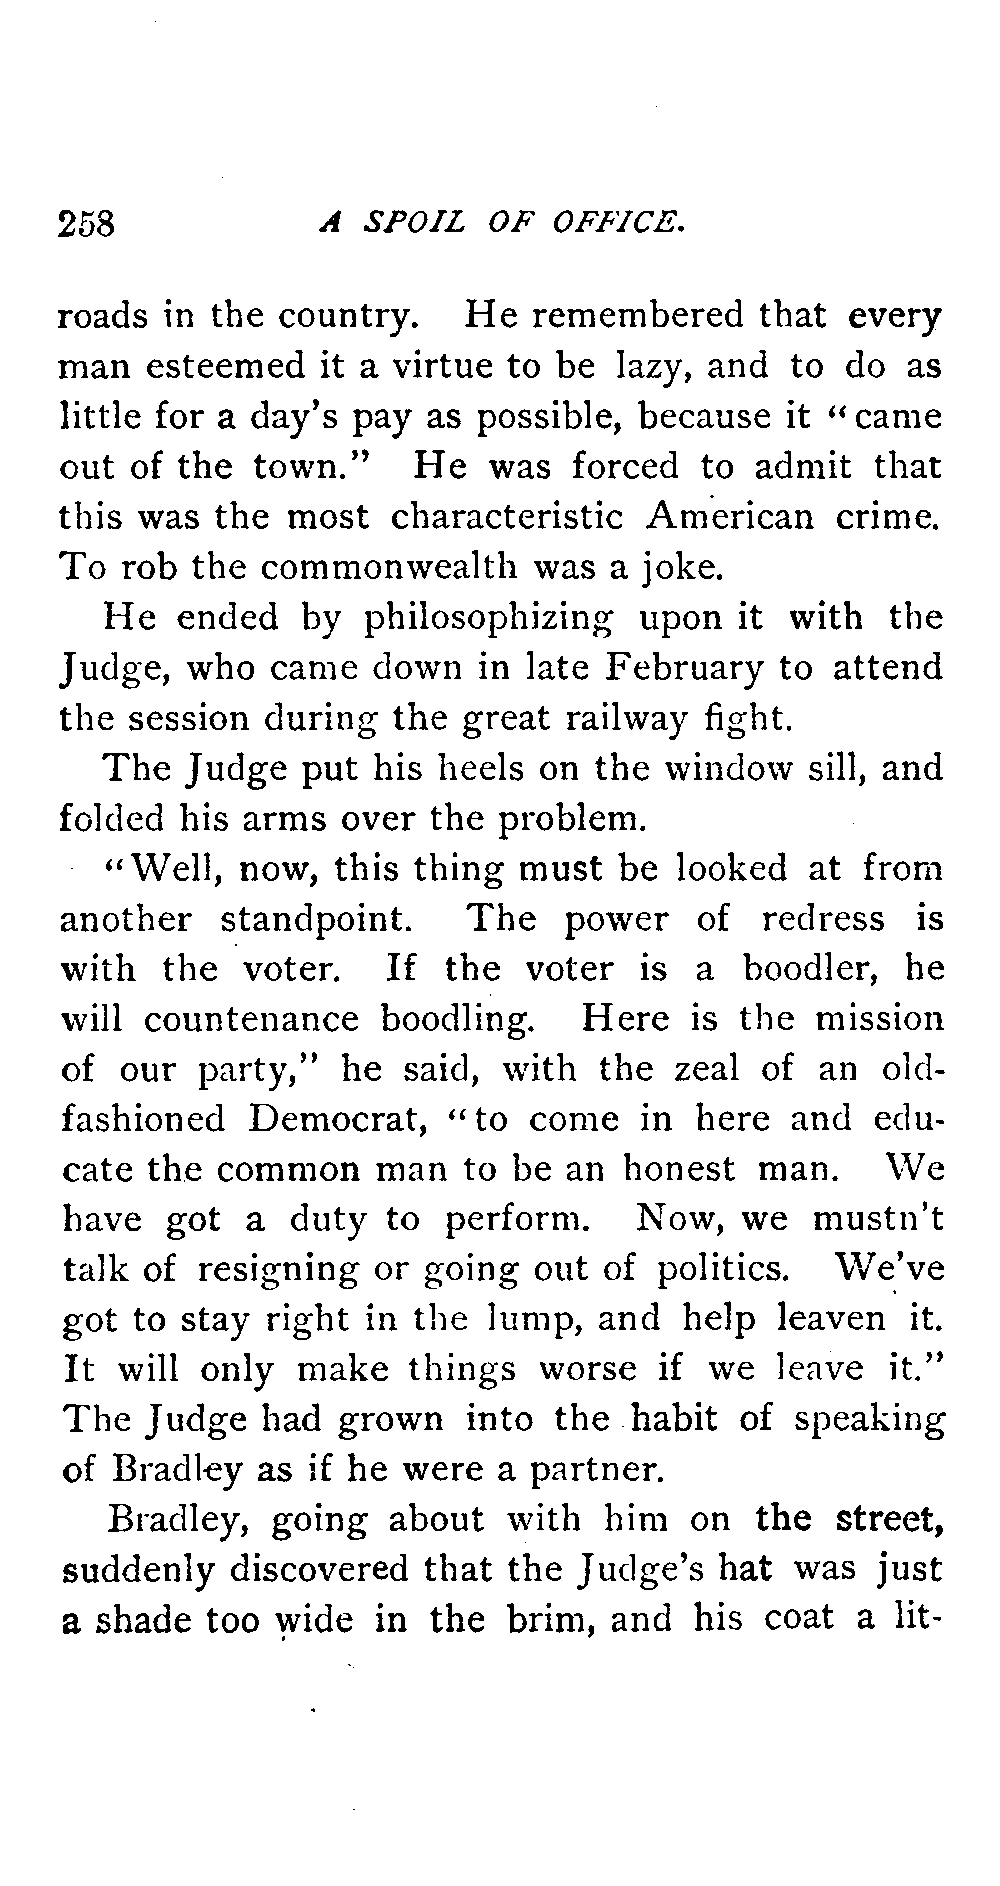 258 A SPOIL OF OFFICE.
roads in the country. He remembered that every
man esteemed it a virtue to be lazy, and to do as
little for a day's pay as possible, because it "came
out of the town." He was forced to admit that
this was the most characteristic American crime.
To rob the commonwealth was a joke.
He ended by philosophizing upon it with the
Judge, who came down in late February to attend
the session during the great railway fight.
The Judge put his heels on the window sill, and
folded his arms over the problem.
"Well, now, this thing must be looked at from
another standpoint. The power of redress is
with the voter. If the voter is a boodler, he
will countenance boodling. Here is the mission
of our party," he said, with the zeal of an old-
fashioned Democrat, "to come in here and edu-
cate the common man to be an honest man. We
have got a duty to perform. Now, we mustn't
talk of resigning or going out of politics. We've
got to stay right in the lump, and help leaven it.
It will only make things worse if we leave it."
The Judge had grown into the habit of speaking
of Bradley as if he were a partner.
Bradley, going about with him on the street,
suddenly discovered that the Judge's hat was just
a shade too wide in the brim, and his coat a lit-